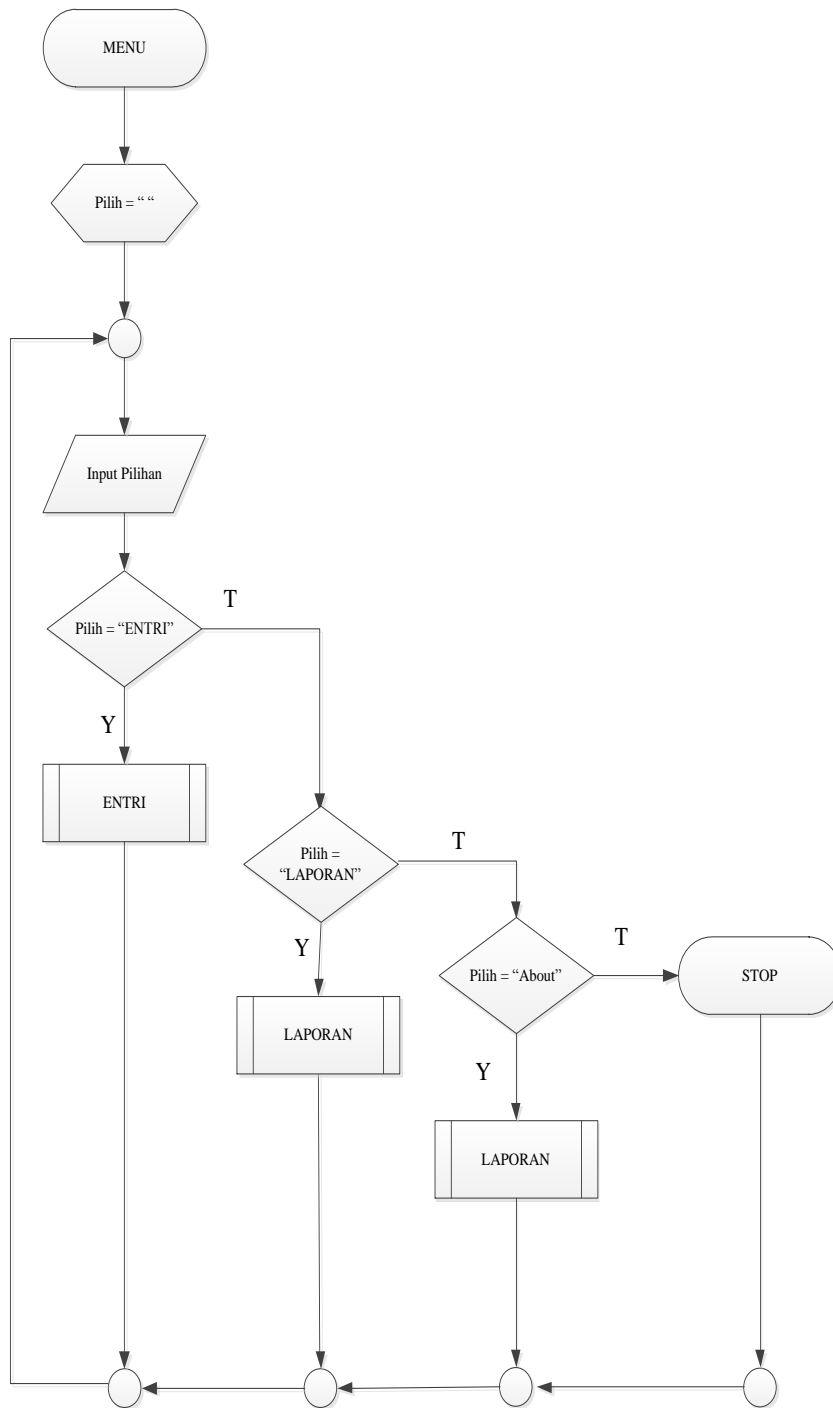 MENU
Pilih = “ “
Input Pilihan
T
Pilih = “ENTRI”
Y
ENTRI
T
Pilih =
“LAPORAN”
Y
T
Pilih = “About”
STOP
LAPORAN
Y
LAPORAN